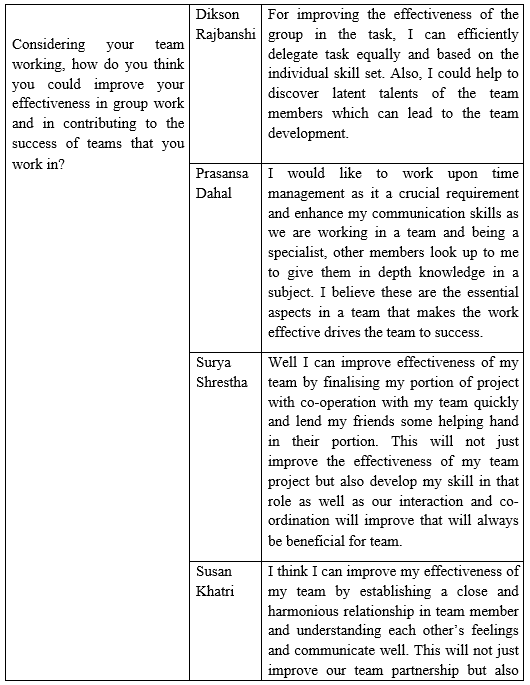 Considering your team
working, how do you think
you could improve your
effectiveness in group work
and in contributing to the
success of teams that you
work in?
Dikson
Rajbanshi
For improving the effectiveness of the
group in the task, I can efficiently
delegate task equally and based on the
individual skill set. Also, I could help to
discover latent talents of the team
members which can lead to the team
development.
Prasansa
Dahal
I would like to work upon time
management as it a crucial requirement
and enhance my communication skills as
we are working in a team and being a
specialist, other members look up to me
to give them in depth knowledge in a
subject. I believe these are the essential
aspects in a team that makes the work
effective drives the team to success.
Surya
Shrestha
Well I can improve effectiveness of my
team by finalising my portion of project
with co-operation with my team quickly
and lend my friends some helping hand
in their portion. This will not just
improve the effectiveness of my team
project but also develop my skill in that
role as well as our interaction and co-
ordination will improve that will always
be beneficial for team.
Susan
Khatri
I think I can improve my effectiveness of
my team by establishing a close and
harmonious relationship in team member
and understanding each other’s feelings
and communicate well. This will not just
improve our team partnership but also